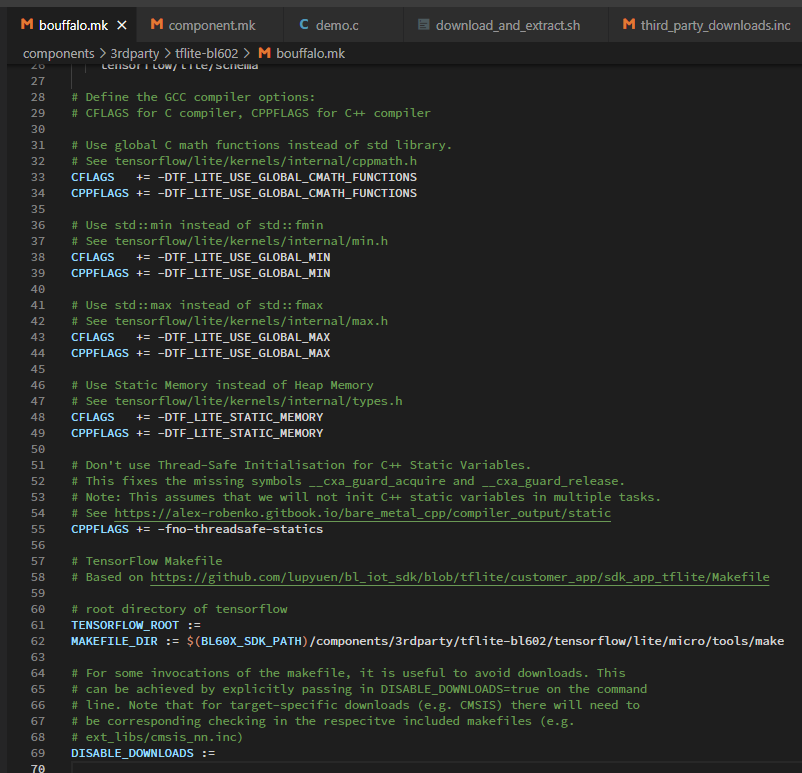 bouffalo.mk
component.mk
demo.c
download_and_extract.sh
third_party_downloads.inc
components > 3rdparty > tflite-bl602 > bouffalo.mk
26 tensorflow/lite/schema
27
28 # Define the GCC compiler options:
29 # CFLAGS for C compiler, CPPFLAGS for C++ compiler
30
31 # Use global C math functions instead of std library.
32 # See tensorflow/lite/kernels/internal/cppmath.h
33 CFLAGS   += -DTF_LITE_USE_GLOBAL_CMATH_FUNCTIONS
34 CPPFLAGS += -DTF_LITE_USE_GLOBAL_CMATH_FUNCTIONS
35
36 # Use std::min instead of std::fmin
37 # See tensorflow/lite/kernels/internal/min.h
38 CFLAGS   += -DTF_LITE_USE_GLOBAL_MIN
39 CPPFLAGS += -DTF_LITE_USE_GLOBAL_MIN
40
41 # Use std::max instead of std::fmax
42 # See tensorflow/lite/kernels/internal/max.h
43 CFLAGS   += -DTF_LITE_USE_GLOBAL_MAX
44 CPPFLAGS += -DTF_LITE_USE_GLOBAL_MAX
45
46 # Use Static Memory instead of Heap Memory
47 # See tensorflow/lite/kernels/internal/types.h
48 CFLAGS   += -DTF_LITE_STATIC_MEMORY
49 CPPFLAGS += -DTF_LITE_STATIC_MEMORY
50
51 # Don't use Thread-Safe Initialisation for C++ Static Variables.
52 # This fixes the missing symbols __cxa_guard_acquire and __cxa_guard_release.
53 # Note: This assumes that we will not init C++ static variables in multiple tasks.
54 # See https://alex-robenko.gitbook.io/bare_metal_cpp/compiler_output/static
55 CPPFLAGS += -fno-threadsafe-statics
56
57 # TensorFlow Makefile
58 # Based on https://github.com/lupyuen/bl_iot_sdk/blob/tflite/customer_app/sdk_app_tflite/Makefile
59
60 # root directory of tensorflow
61 TENSORFLOW_ROOT :=
62 MAKEFILE_DIR := $(BL60X_SDK_PATH)/components/3rdparty/tflite-bl602/tensorflow/lite/micro/tools/make
63
64 # For some invocations of the makefile, it is useful to avoid downloads. This
65 # can be achieved by explicitly passing in DISABLE_DOWNLOADS=true on the command
66 # line. Note that for target-specific downloads (e.g. CMSIS) there will need to
67 # be corresponding checking in the respecitve included makefiles (e.g.
68 # ext_libs/cmsis_nn.inc)
69 DISABLE_DOWNLOADS :=
70